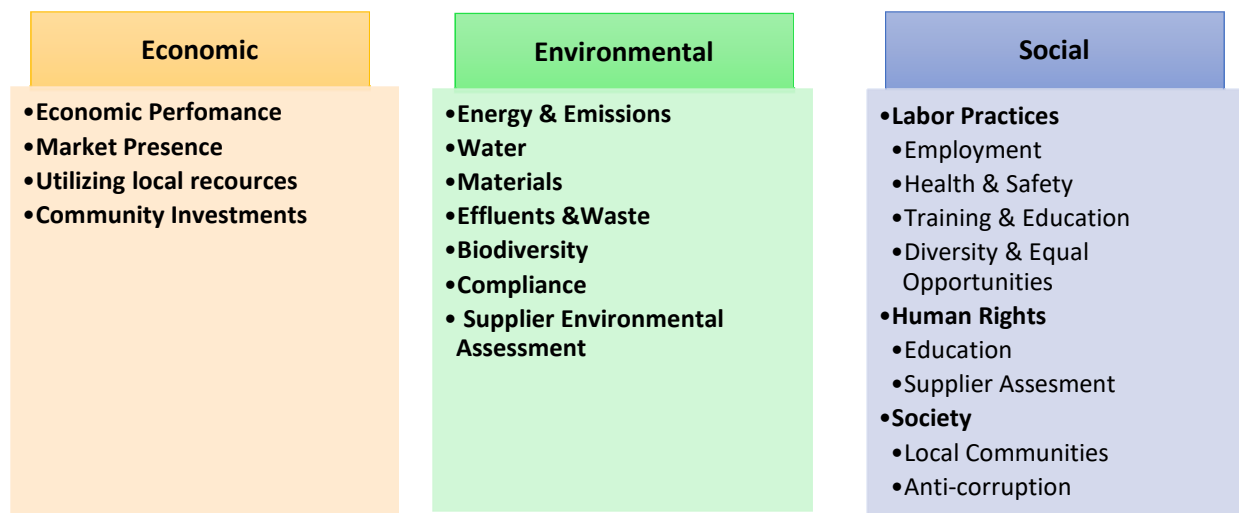 Economic
•Economic Perfomance
•Market Presence
•Utilizing local recources
•Community Investments
Environmental
•Energy & Emissions
•Water
•Materials
•Effluents &Waste
•Biodiversity
•Compliance
• Supplier Environmental
Assessment
Social
•Labor Practices
•Employment
•Health & Safety
•Training & Education
•Diversity & Equal
Opportunities
•Human Rights
•Education
•Supplier Assesment
•Society
•Local Communities
•Anti-corruption